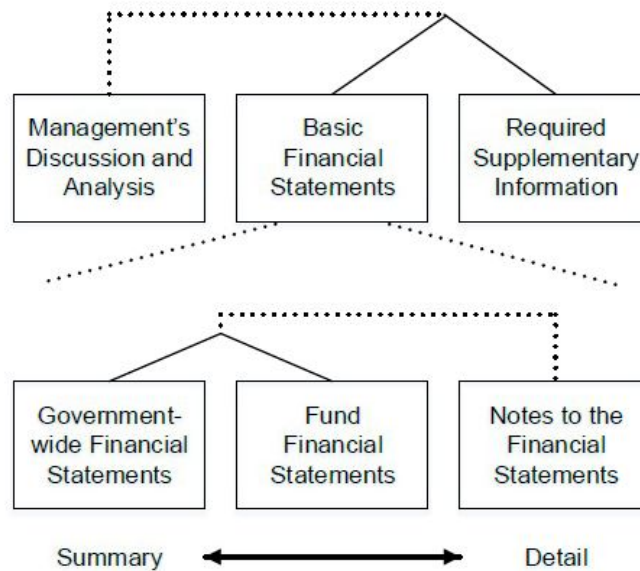 Management's
Discussion and
Analysis
Basic
Financial
Statements
Required
Supplementary
Information
Government-
wide Financial
Statements
Fund
Financial
Statements
Notes to the
Financial
Statements
Summary
Detail